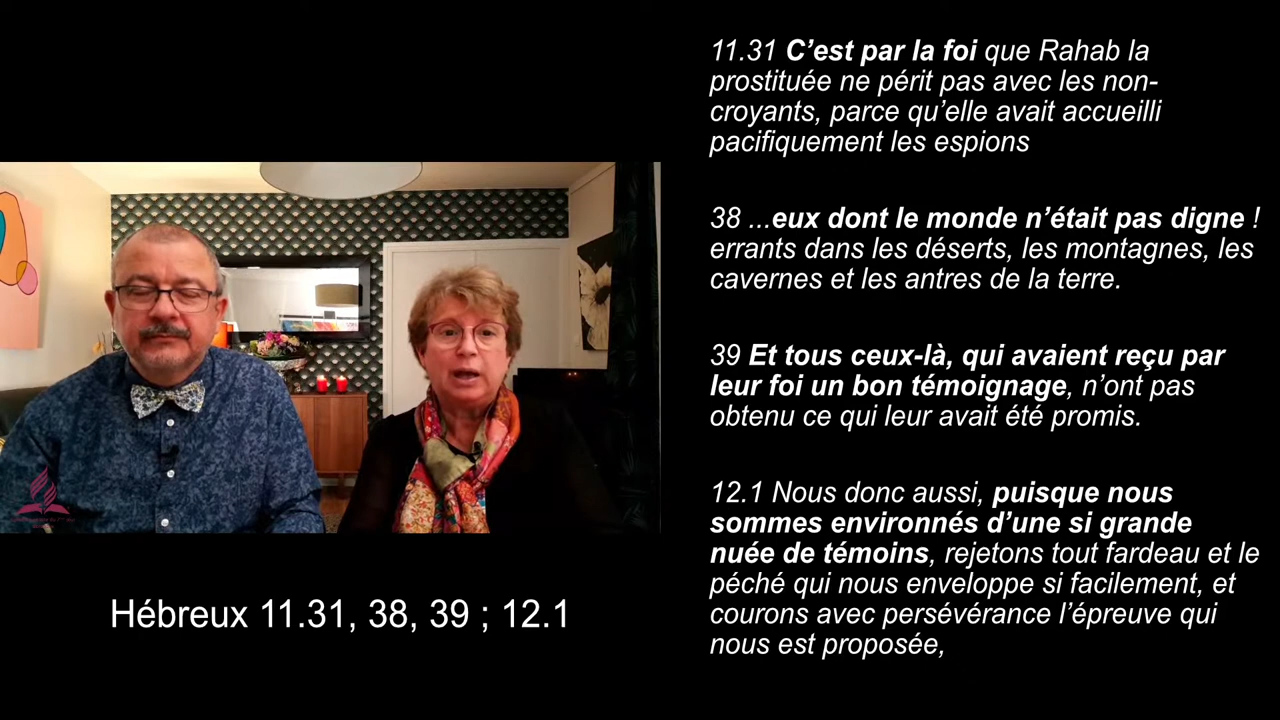 11.31 C’est par la foi que Rahab la
prostituée ne périt pas avec les non-
croyants, parce qu’elle avait accueilli
pacifiquement les espions
38 ...eux dont le monde n’était pas digne !
errants dans les déserts, les montagnes, les
cavernes et les antres de la terre.
39 Et tous ceux-là, qui avaient reçu par
leur foi un bon témoignage, n’ont pas
obtenu ce qui leur avait été promis.
12.1 Nous donc aussi, puisque nous
sommes environnés d’une si grande
nuée de témoins, rejetons tout fardeau et le
péché qui nous enveloppe si facilement, et
courons avec persévérance l’épreuve qui
nous est proposée,
Hébreux 11.31, 38, 39 ; 12.1